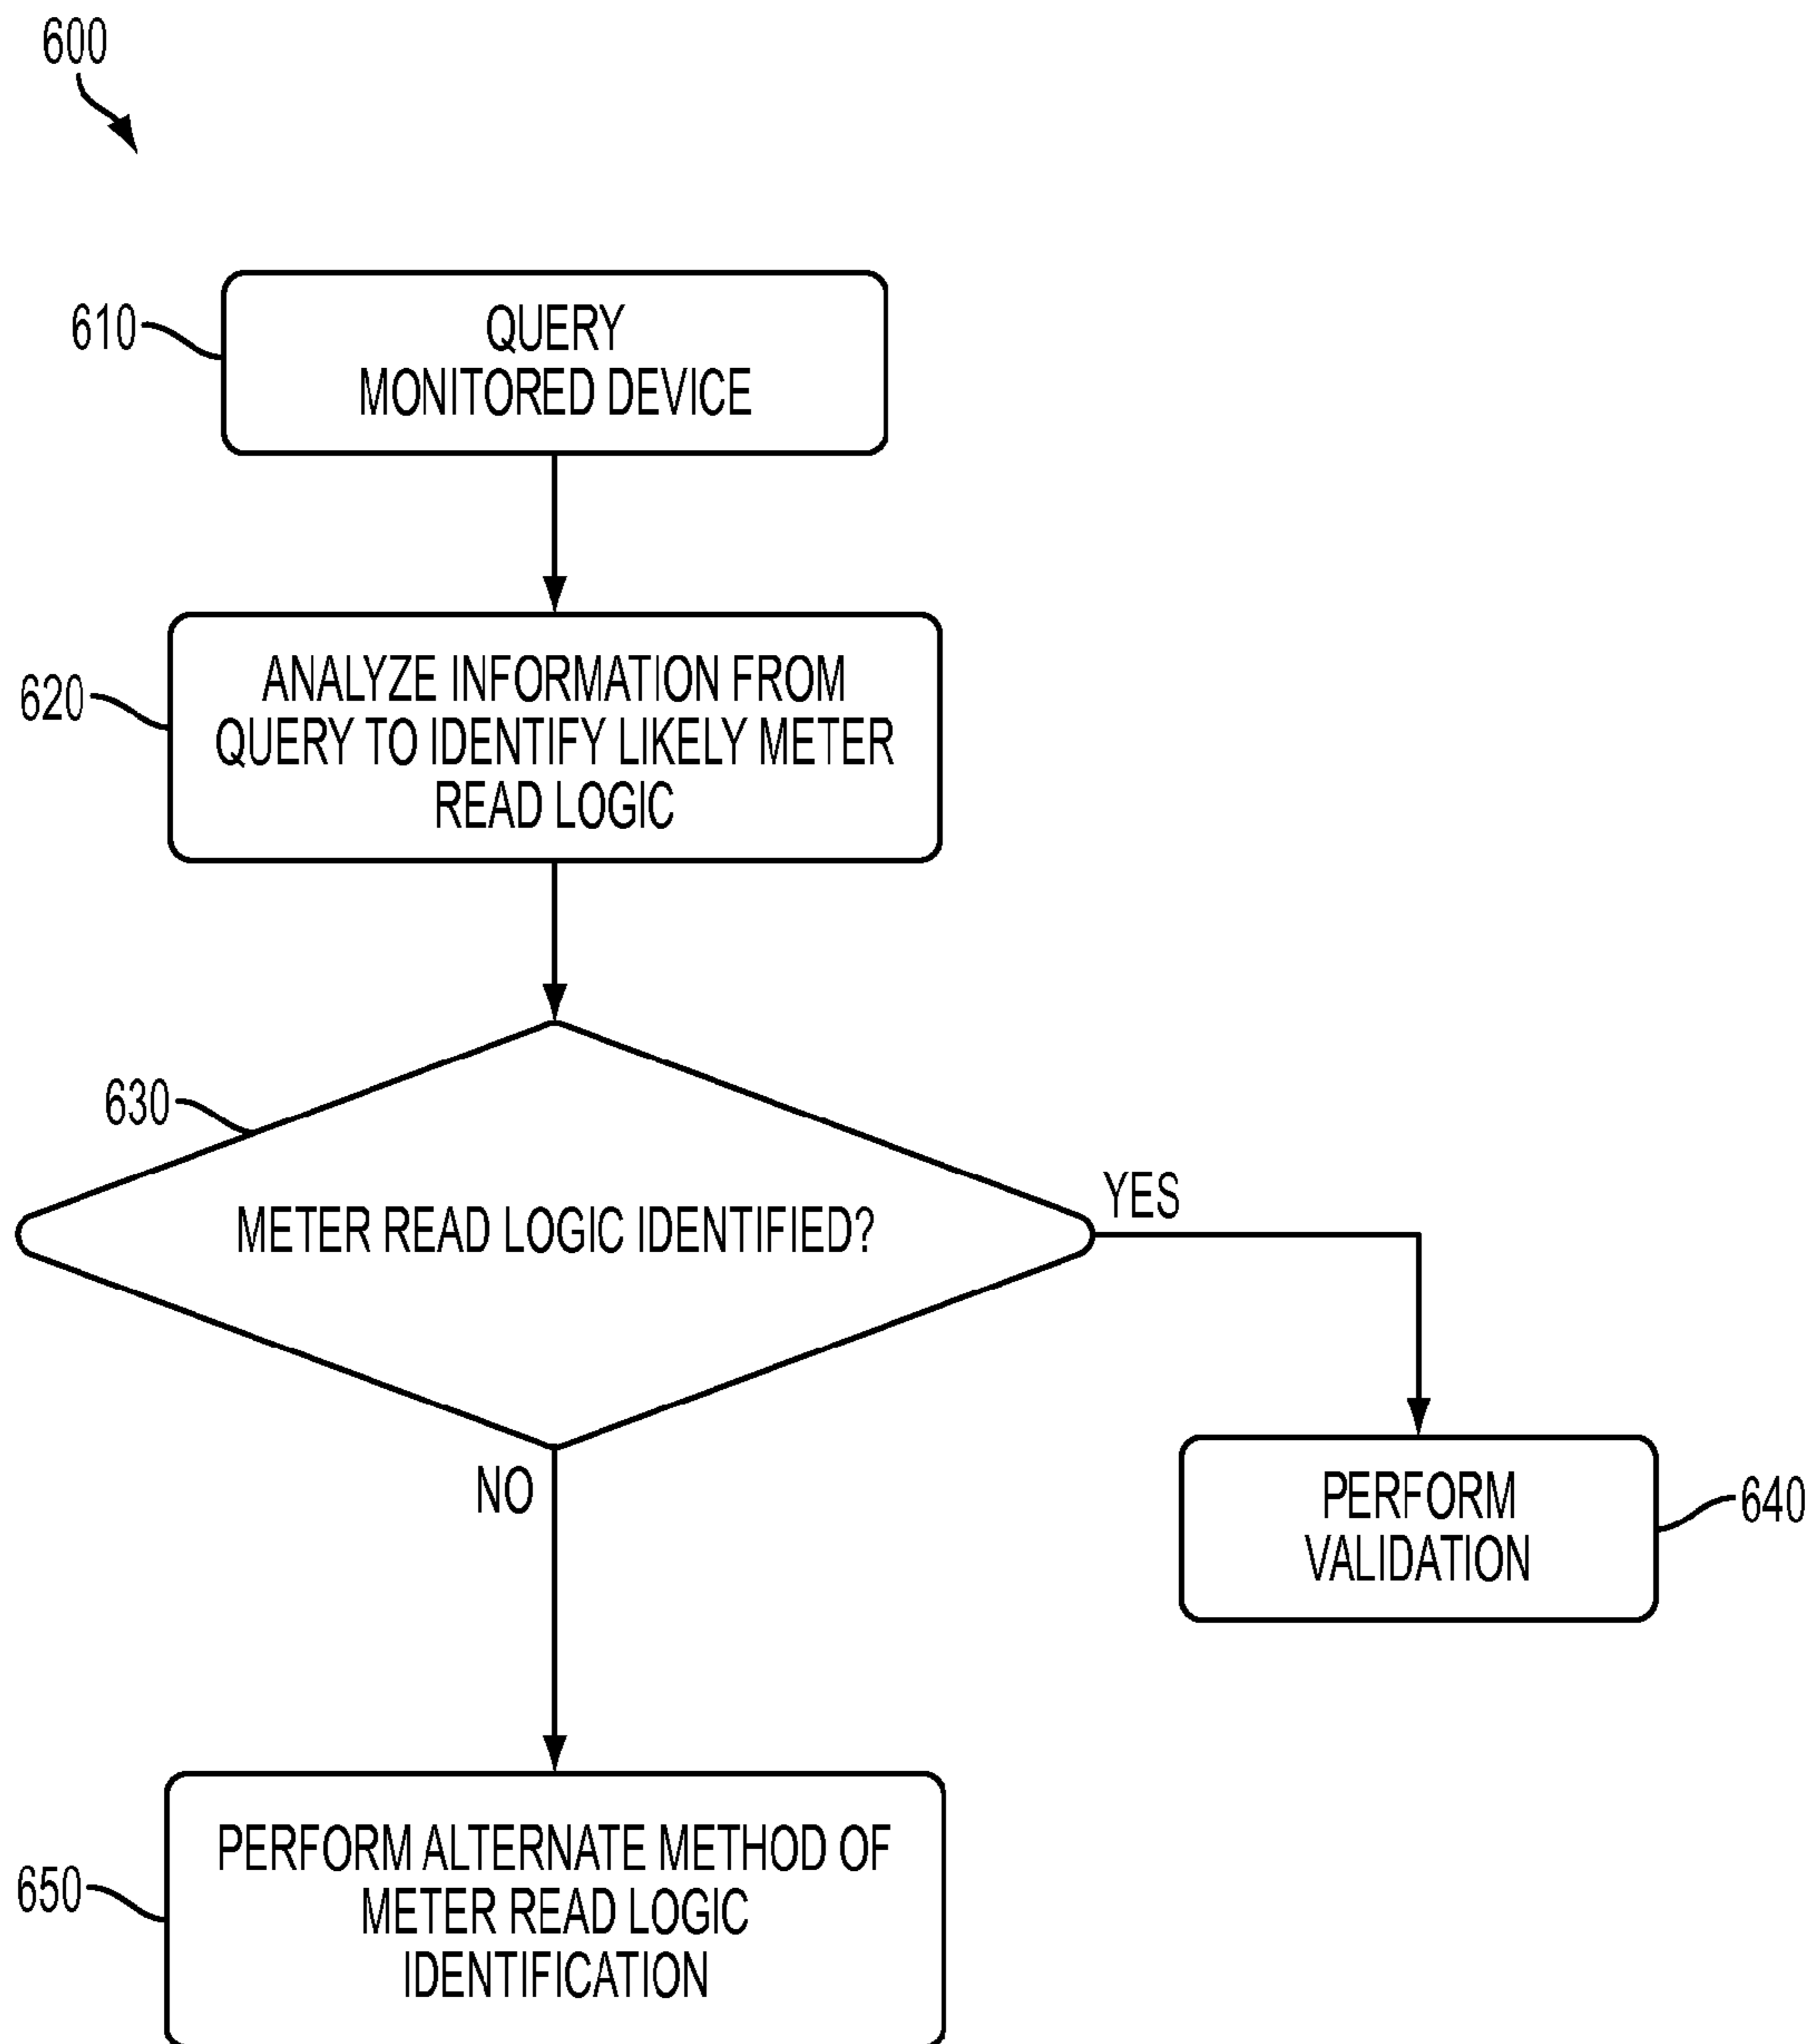 600
610
QUERY
MONITORED DEVICE
620
ANALYZE INFORMATION FROM
QUERY TO IDENTIFY LIKELY METER
READ LOGIC
630
METER READ LOGIC IDENTIFIED?
YES
NO
PERFORM
VALIDATION
640
650
PERFORM ALTERNATE METHOD OF
METER READ LOGIC
IDENTIFICATION